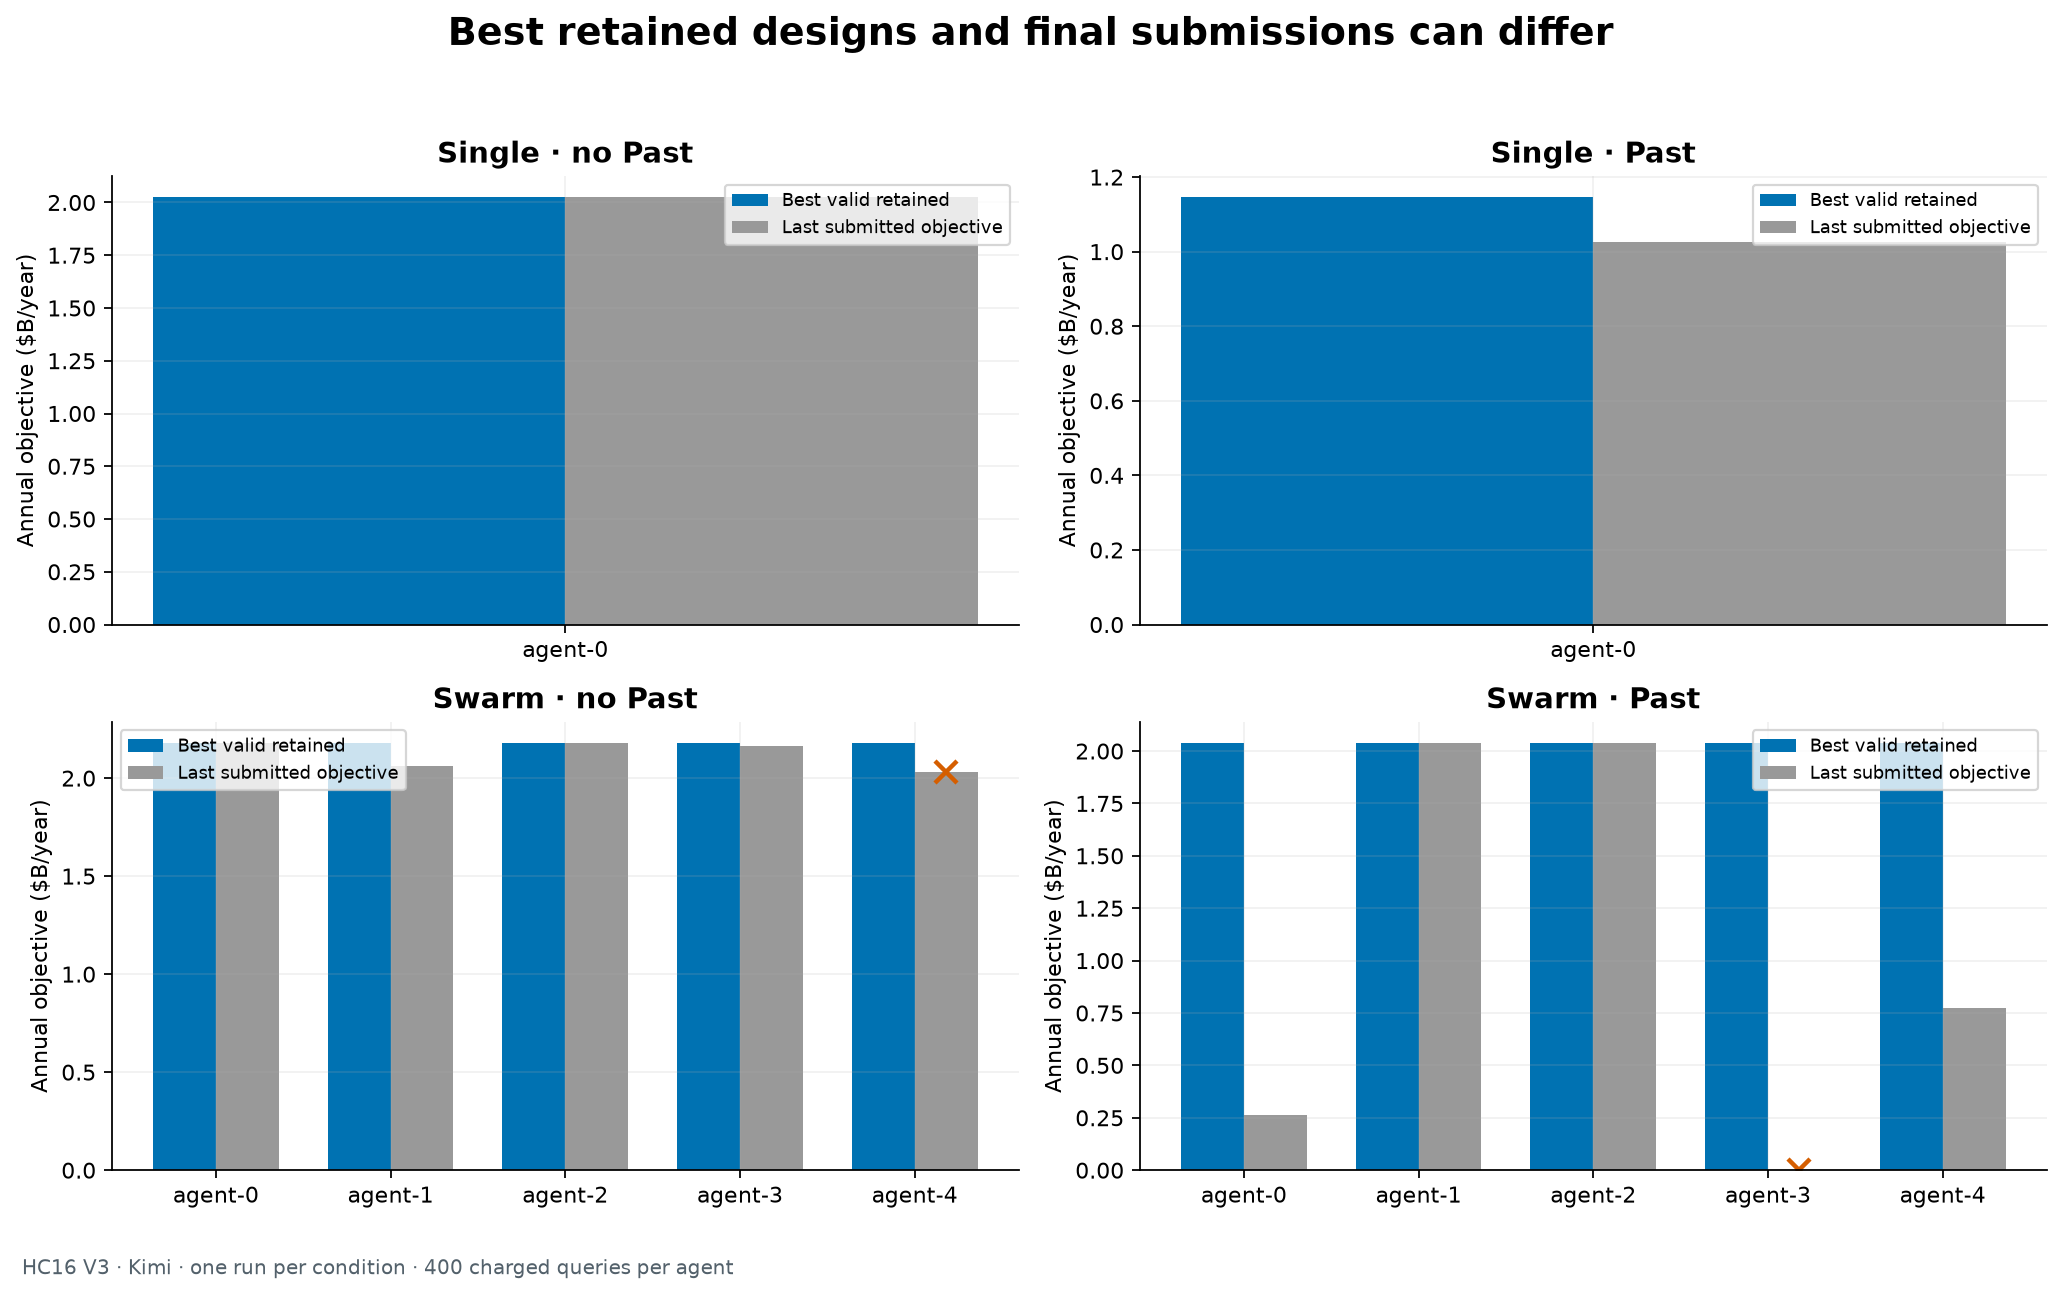 Best retained designs and final submissions can differ
Single · no Past
Annual objective ($B/year)
2.00
1.75
1.50
1.25
1.00
0.75
0.50
0.25
0.00
Best valid retained
Last submitted objective
agent-0
Single · Past
Annual objective ($B/year)
1.2
1.0
0.8
0.6
0.4
0.2
0.0
Best valid retained
Last submitted objective
agent-0
Swarm · no Past
Annual objective ($B/year)
2.0
1.5
1.0
0.5
0.0
Best valid retained
Last submitted objective
agent-0 agent-1 agent-2 agent-3 agent-4
Swarm · Past
Annual objective ($B/year)
2.00
1.75
1.50
1.25
1.00
0.75
0.50
0.25
0.00
Best valid retained
Last submitted objective
agent-0 agent-1 agent-2 agent-3 agent-4
HC16 V3 · Kimi · one run per condition · 400 charged queries per agent